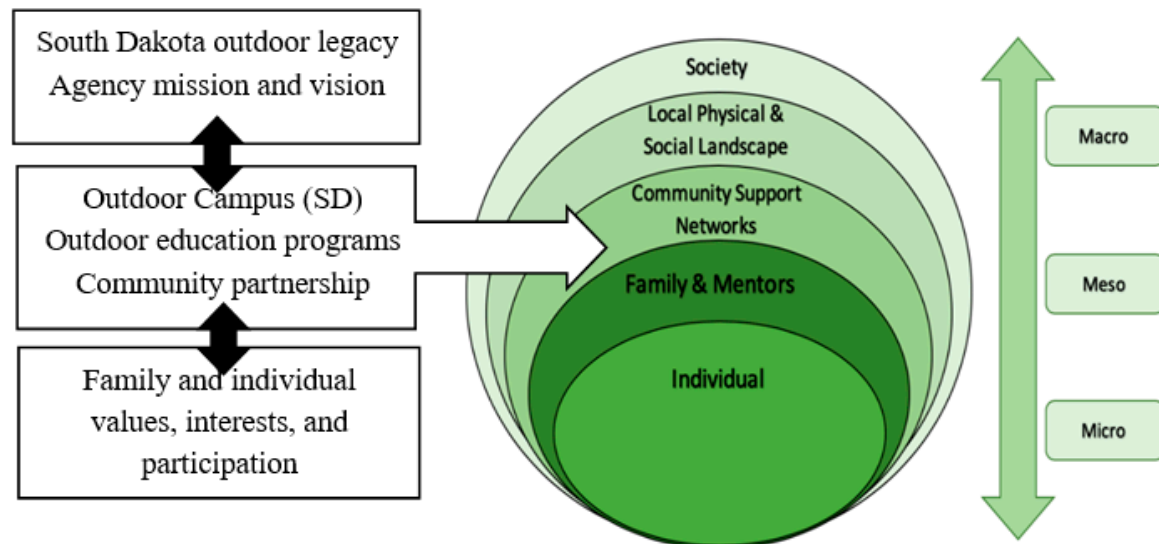 South Dakota outdoor legacy
Agency mission and vision
Outdoor Campus (SD)
Outdoor education programs
Community partnership
Family and individual
values, interests, and
participation
Society
Local Physical &
Social Landscape
Community Support
Networks
Family & Mentors
Individual
Macro
Meso
Micro